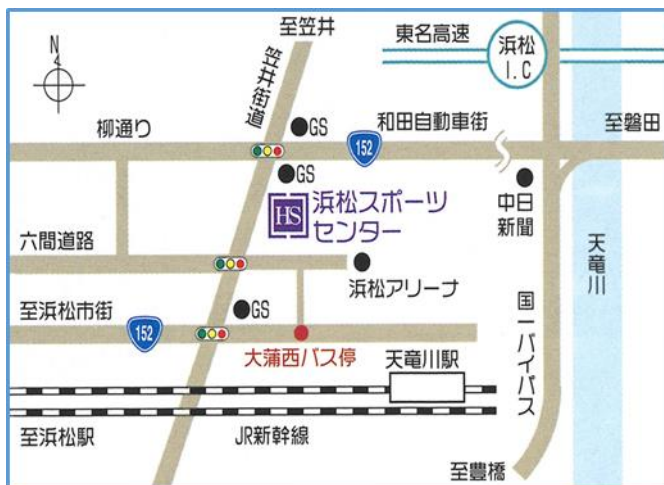 至笠井
東名高速
浜松
I.C
N
笠井街道
GS
柳通り
152
和田自動車街
至磐田
GS
HS
浜松スポーツ
センター
中日
新聞
六間道路
浜松アリーナ
天竜川
国一バイパス
GS
至浜松市街
152
大蒲西バス停
天竜川駅
至浜松駅
JR新幹線
至豊橋